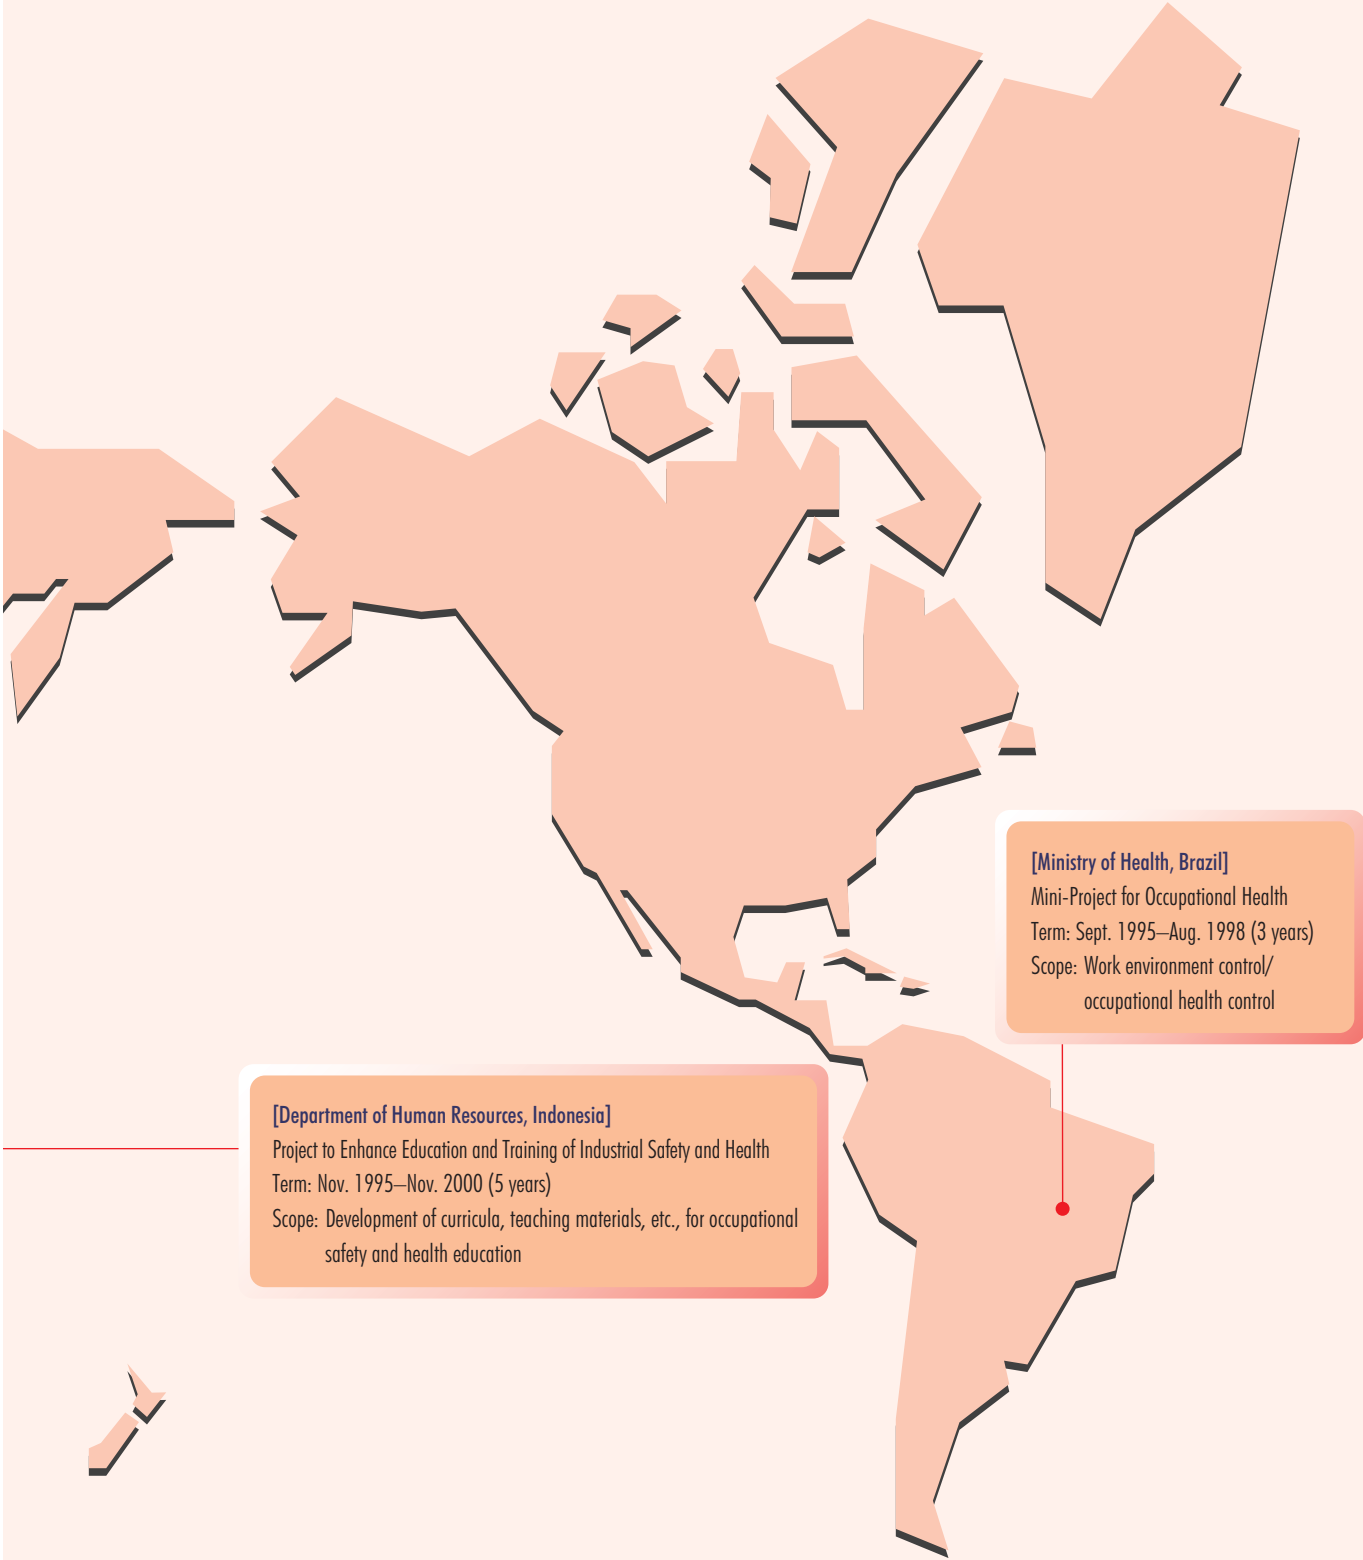 [Ministry of Health, Brazil]
Mini-Project for Occupational Health
Term: Sept. 1995–Aug. 1998 (3 years)
Scope: Work environment control/
occupational health control
[Department of Human Resources, Indonesia]
Project to Enhance Education and Training of Industrial Safety and Health
Term: Nov. 1995–Nov. 2000 (5 years)
Scope: Development of curricula, teaching materials, etc., for occupational
safety and health education